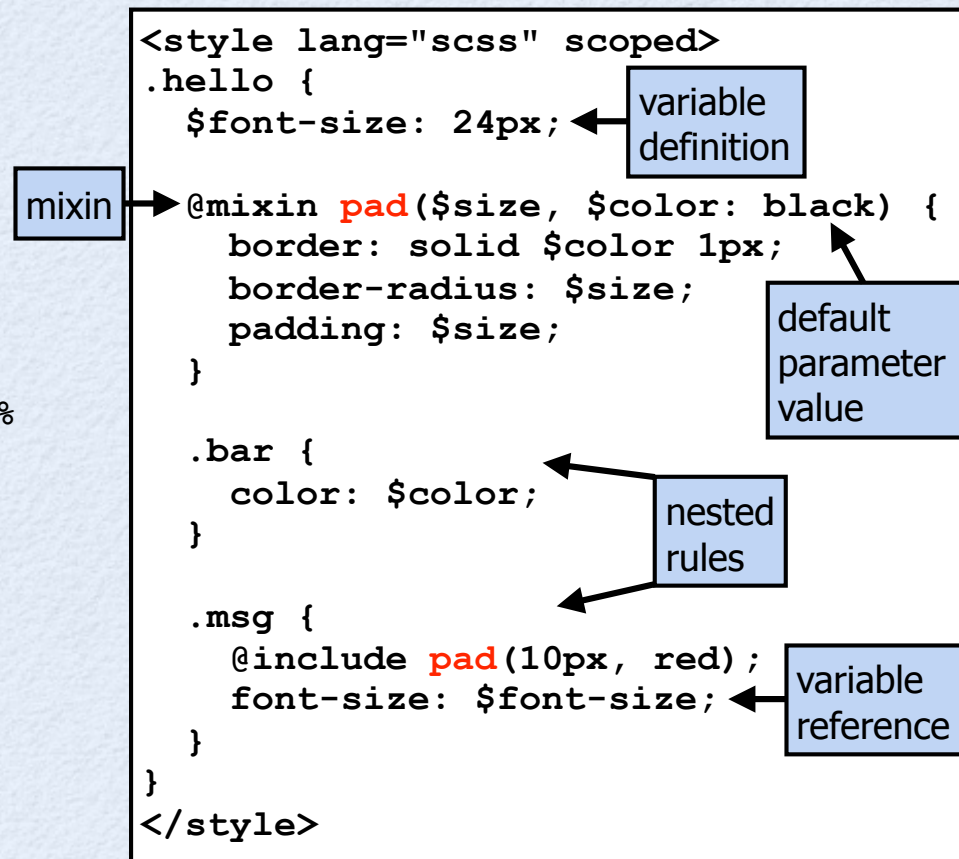 <style lang="scss" scoped>
.hello {
  $font-size: 24px;
variable
definition
mixin
  @mixin pad($size, $color: black) {
    border: solid $color 1px;
    border-radius: $size;
    padding: $size;
  }
default
parameter
value
%
  .bar {
    color: $color;
  }
nested
rules
  .msg {
    @include pad(10px, red);
    font-size: $font-size;
  }
variable
reference
}
</style>